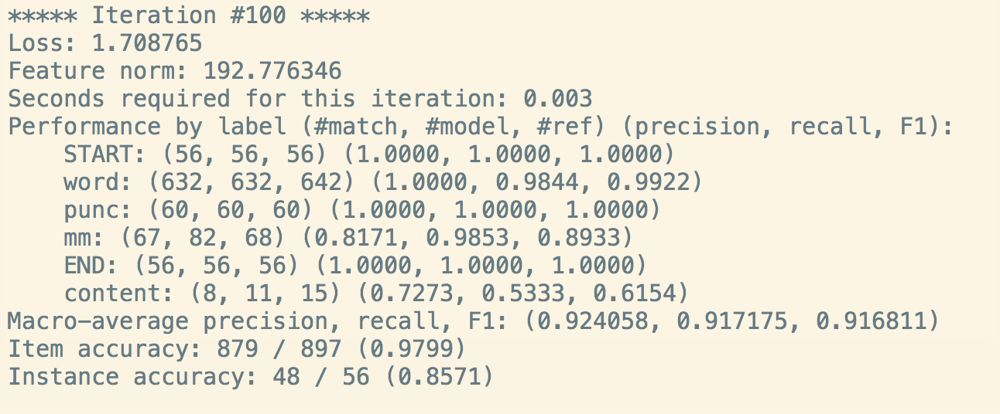 ***** Iteration #100 *****
Loss: 1.708765
Feature norm: 192.776346
Seconds required for this iteration: 0.003
Performance by label (#match, #model, #ref) (precision, recall, F1):
    START: (56, 56, 56) (1.0000, 1.0000, 1.0000)
    word: (632, 632, 642) (1.0000, 0.9844, 0.9922)
    punc: (60, 60, 60) (1.0000, 1.0000, 1.0000)
    mm: (67, 82, 68) (0.8171, 0.9853, 0.8933)
    END: (56, 56, 56) (1.0000, 1.0000, 1.0000)
    content: (8, 11, 15) (0.7273, 0.5333, 0.6154)
Macro-average precision, recall, F1: (0.924058, 0.917175, 0.916811)
Item accuracy: 879 / 897 (0.9799)
Instance accuracy: 48 / 56 (0.8571)